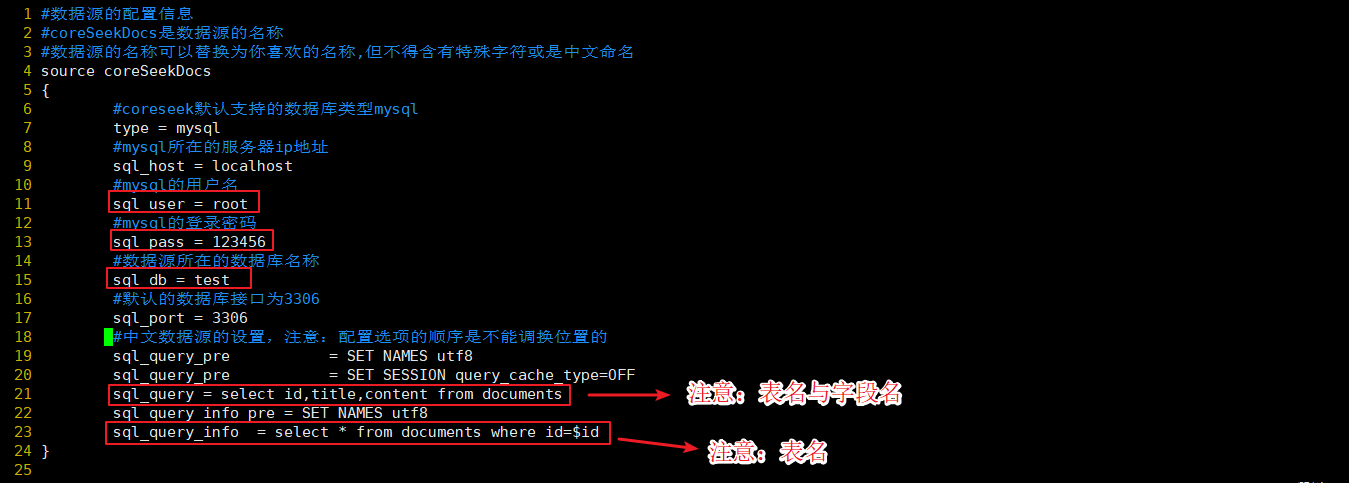 1 #数据源的配置信息
2 #coreSeekDocs是数据源的名称
3 #数据源的名称可以替换为你喜欢的名称,但不得含有特殊字符或是中文命名
4 source coreSeekDocs
5 {
6 #coreseek默认支持的数据库类型mysql
7 type = mysql
8 #mysql所在的服务器ip地址
9 sql_host = localhost
10 #mysql的用户名
11 sql_user = root
12 #mysql的登录密码
13 sql_pass = 123456
14 #数据源所在的数据库名称
15 sql_db = test
16 #默认的数据库接口为3306
17 sql_port = 3306
18 #中文数据源的设置，注意：配置选项的顺序是不能调换位置的
19 sql_query_pre = SET NAMES utf8
20 sql_query_pre = SET SESSION query_cache_type=OFF
21 sql_query = select id,title,content from documents 注意：表名与字段名
22 sql_query_info_pre = SET NAMES utf8
23 sql_query_info = select * from documents where id=$id 注意：表名
24 }
25